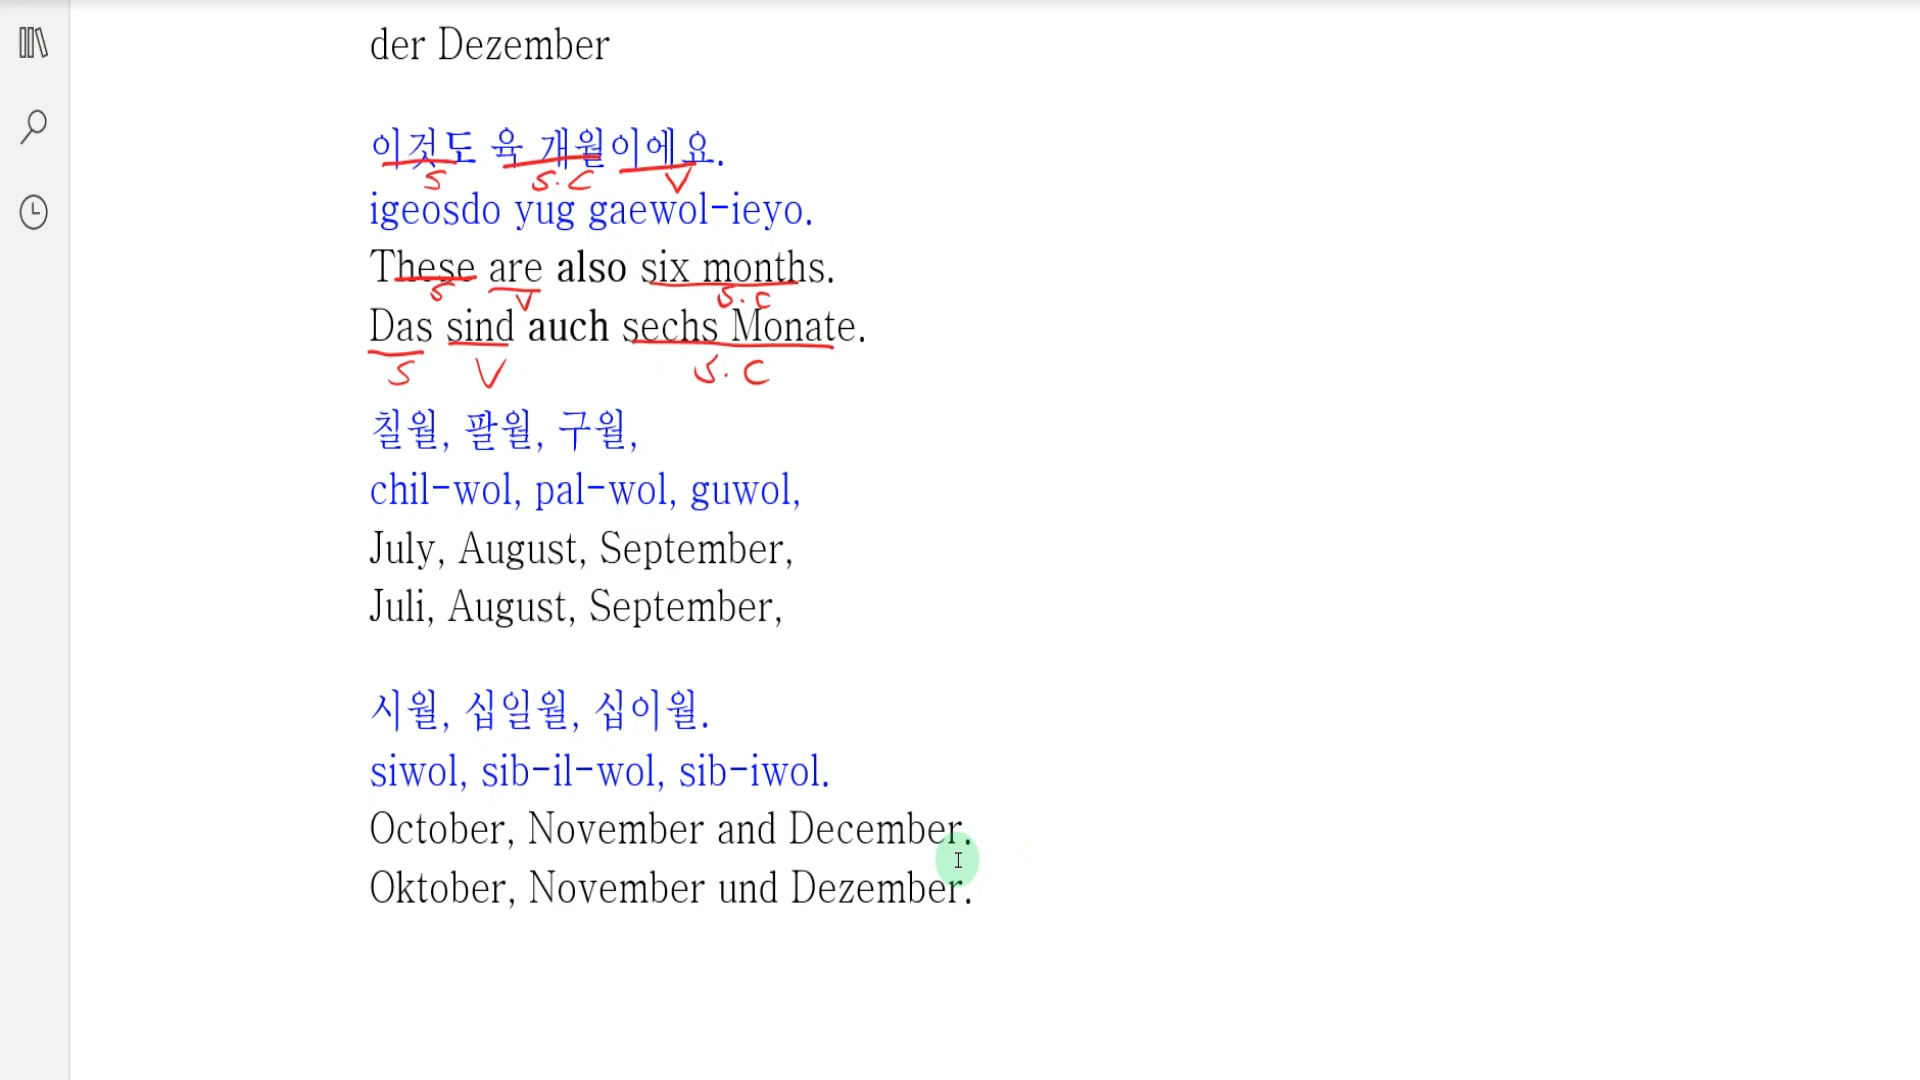 der Dezember
이것도 육 개월이에요.
S S.C V
igeosdo yug gaewol-ieyo.
These are also six months.
S V S.C
Das sind auch sechs Monate.
S V S.C
칠월, 팔월, 구월,
chil-wol, pal-wol, guwol,
July, August, September,
Juli, August, September,
시월, 십일월, 십이월.
siwol, sib-il-wol, sib-iwol.
October, November and December.
Oktober, November und Dezember.